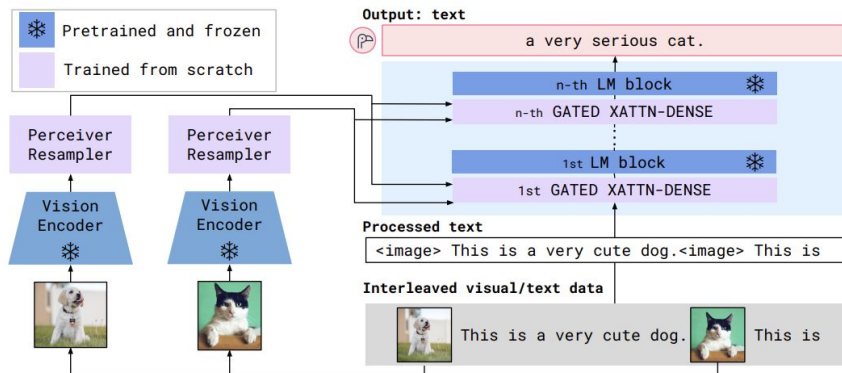 Pretrained and frozen
Trained from scratch
Perceiver
Resampler
Vision
Encoder
Perceiver
Resampler
Vision
Encoder
Output: text
a very serious cat.
n-th LM block
n-th GATED XATTN-DENSE
1st LM block
1st GATED XATTN-DENSE
Processed text
<image> This is a very cute dog.<image> This is
Interleaved visual/text data
This is a very cute dog.
This is